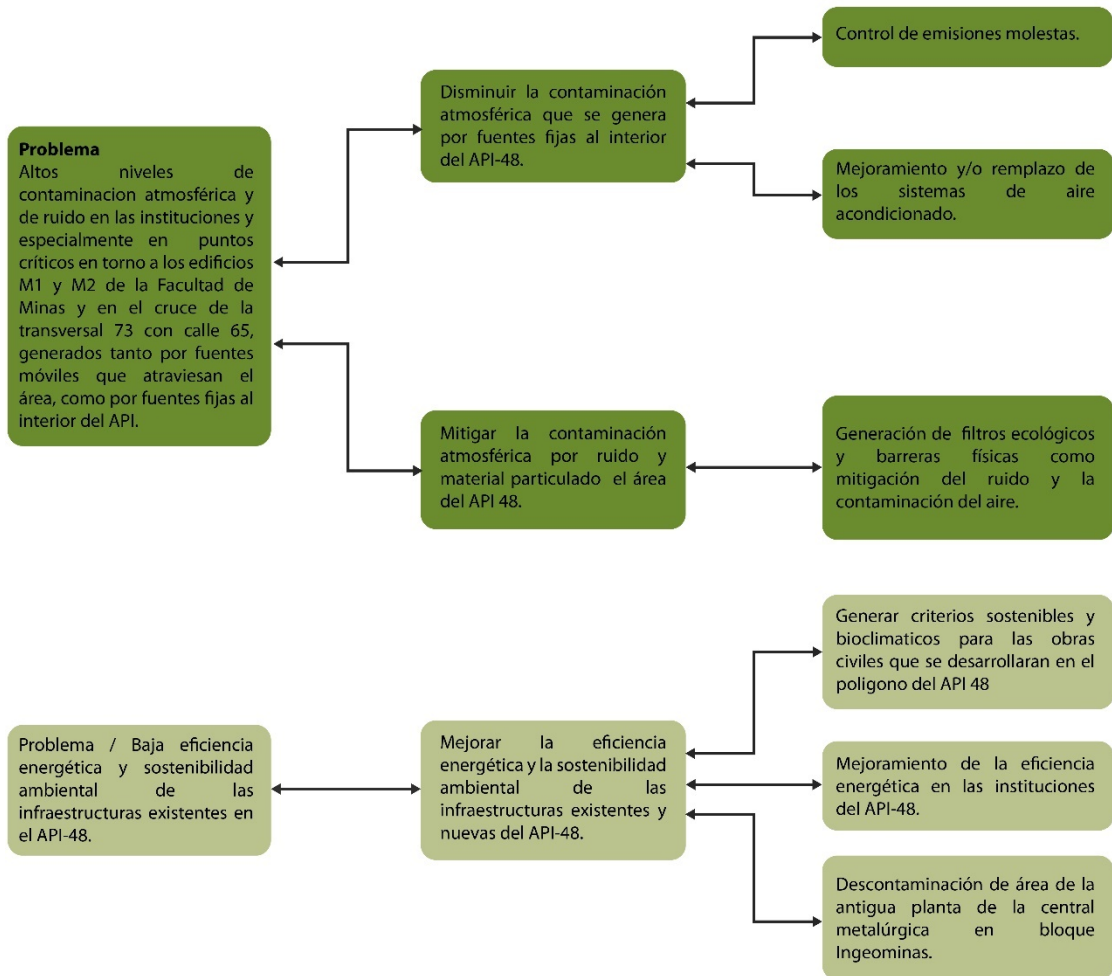 Problema
Altos niveles de
contaminacion atmosférica y
de ruido en las instituciones y
especialmente en puntos
críticos en torno a los edificios
M1 y M2 de la Facultad de
Minas y en el cruce de la
transversal 73 con calle 65,
generados tanto por fuentes
móviles que atraviesan el
área, como por fuentes fijas al
interior del API.
Disminuir la contaminación
atmosférica que se genera
por fuentes fijas al interior
del API-48.
Control de emisiones molestas.
Mejoramiento y/o remplazo de
los sistemas de aire
acondicionado.
Mitigar la contaminación
atmosférica por ruido y
material particulado el área
del API 48.
Generación de filtros ecológicos
y barreras físicas como
mitigación del ruido y la
contaminación del aire.
Problema / Baja eficiencia
energética y sostenibilidad
ambiental de las
infraestructuras existentes en
el API-48.
Mejorar la eficiencia
energética y la sostenibilidad
ambiental de las
infraestructuras existentes y
nuevas del API-48.
Generar criterios sostenibles y
bioclimaticos para las obras
civiles que se desarrollaran en el
poligono del API 48
Mejoramiento de la eficiencia
energética en las instituciones
del API-48.
Descontaminación de área de la
antigua planta de la central
metalúrgica en bloque
Ingeominas.